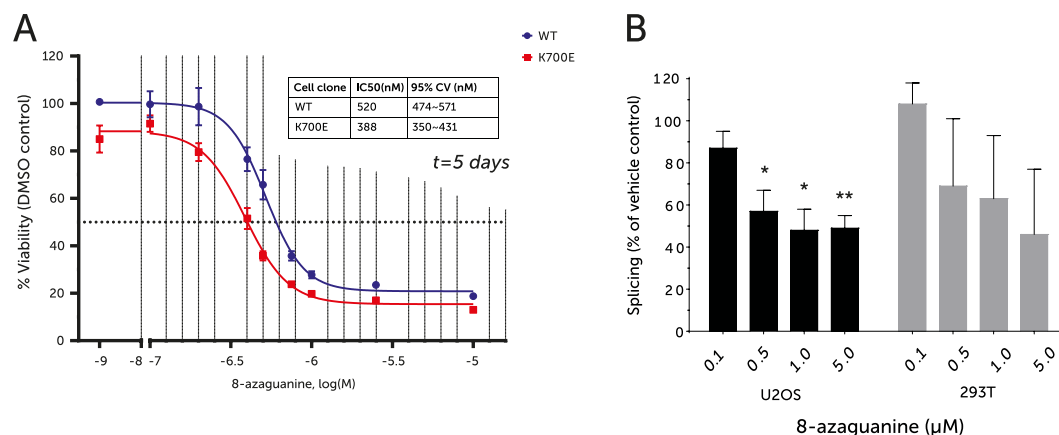 A
WT
K700E
% Viability (DMSO control)
120
100
80
60
40
20
0
Cell clone IC50(nM) 95% CV (nM)
WT 520 474~571
K700E 388 350~431
t=5 days
-9 -8 -7 -6.5 -6 -5.5 -5
8-azaguanine, log(M)
B
Splicing (% of vehicle control)
120
100
80
60
40
20
0
* * **
0.1 0.5 1.0 5.0 0.1 0.5 1.0 5.0
U2OS 293T
8-azaguanine (µM)